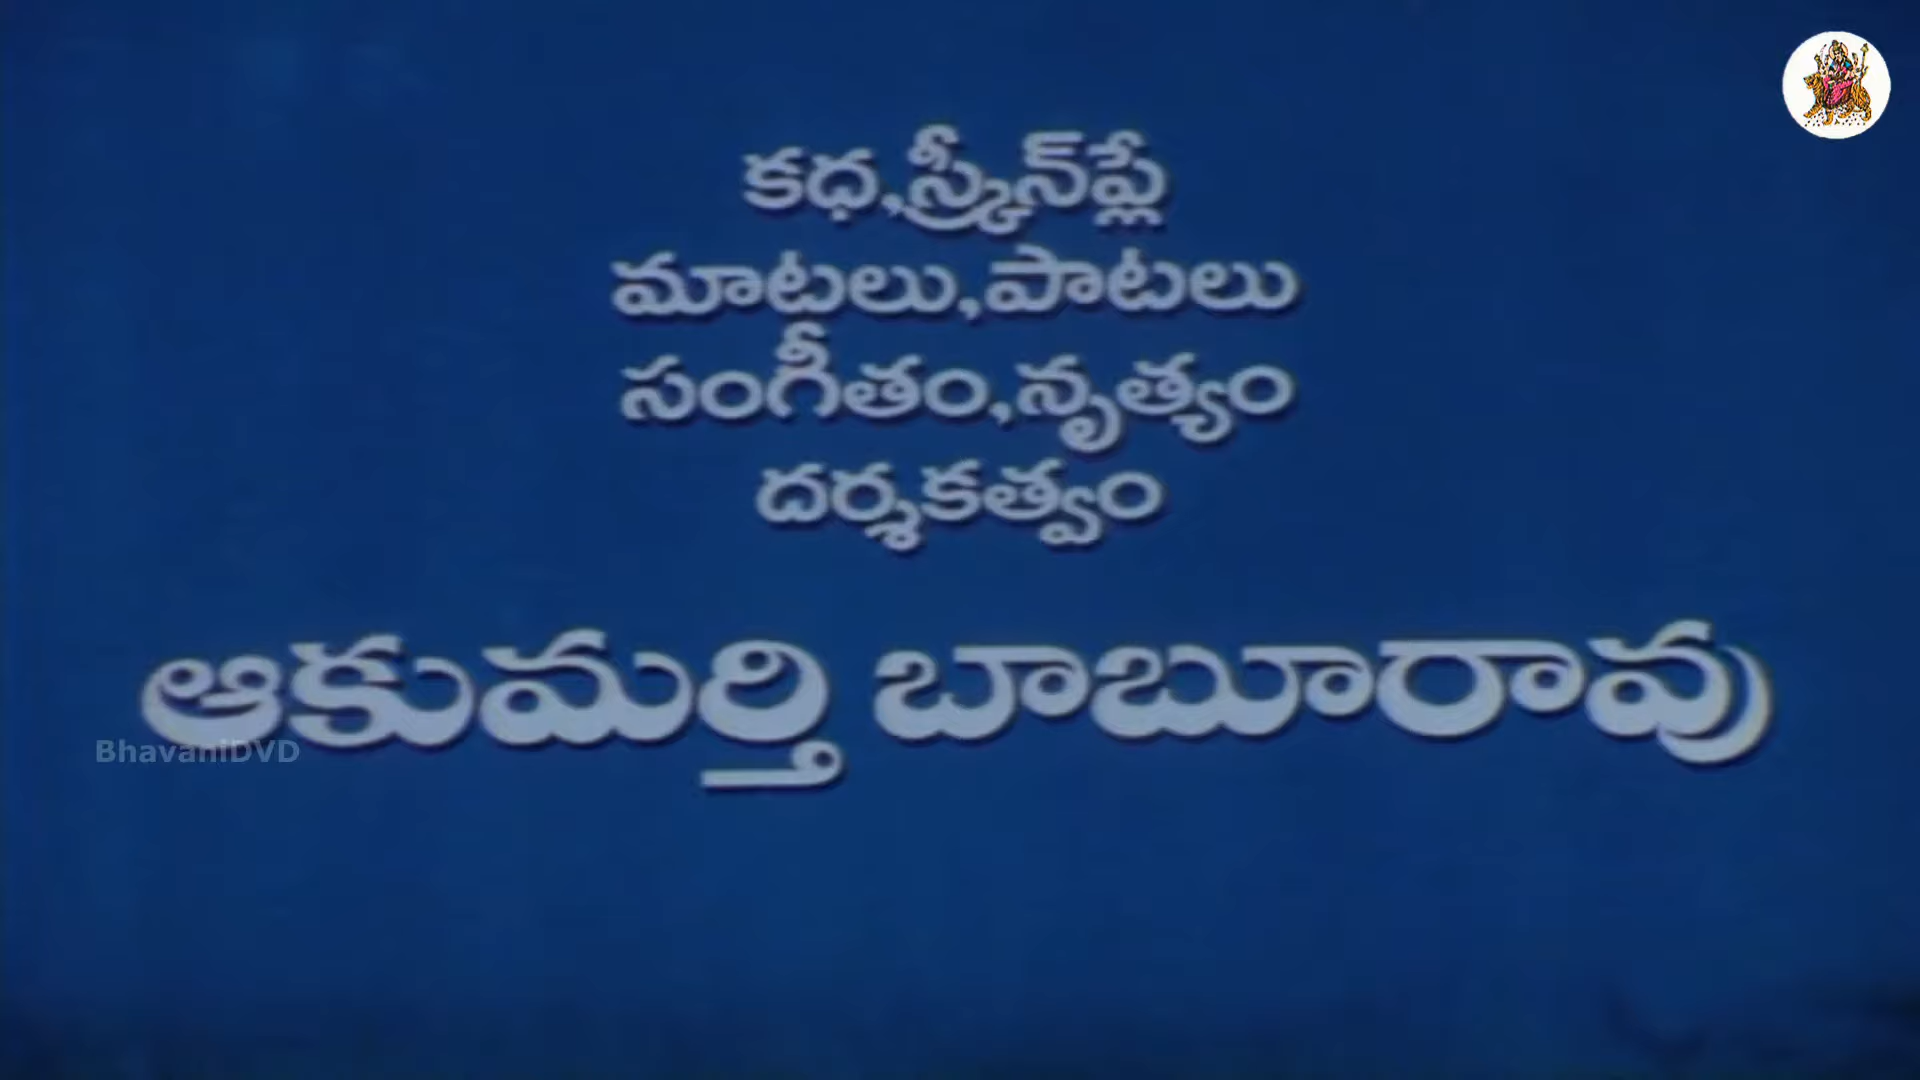 కధ,స్క్రీన్‌ప్లే
మాటలు,పాటలు
సంగీతం,నృత్యం
దర్శకత్వం
ఆకుమర్తి బాబూరావు
BhavaniDVD